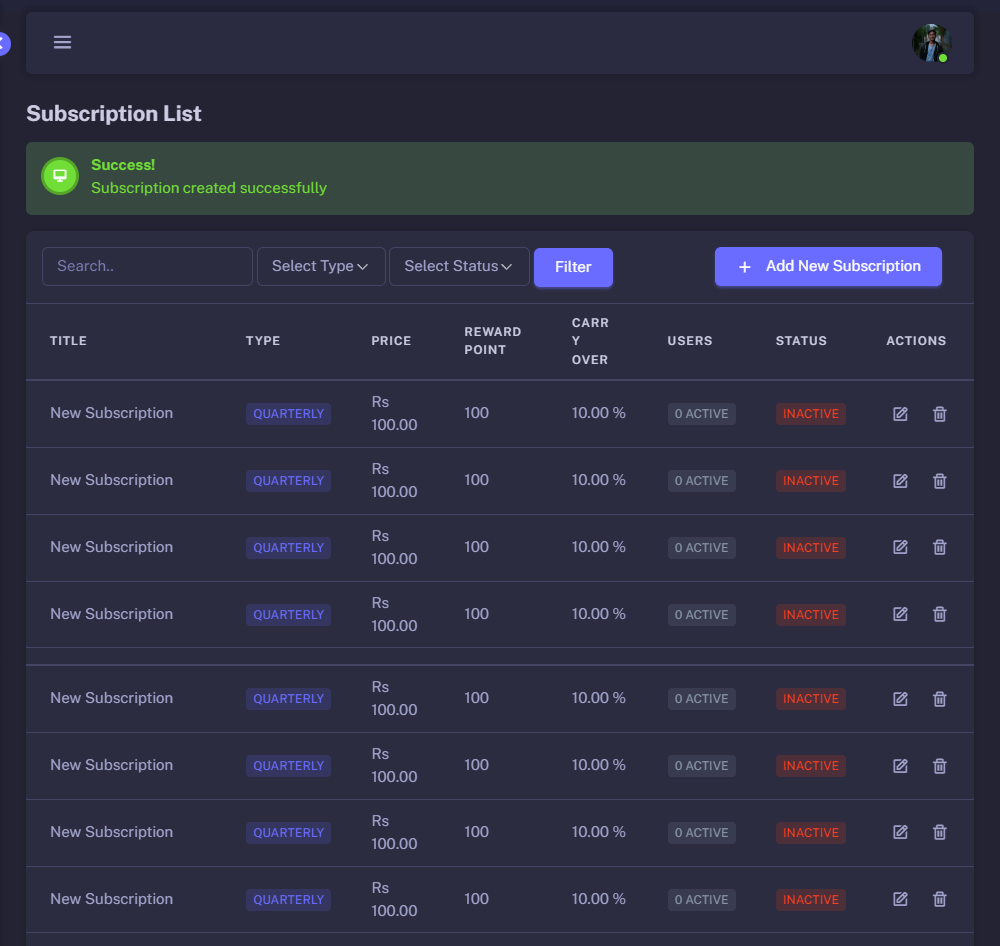 Subscription List
Success!
Subscription created successfully
Search..
Select Type
Select Status
Filter
+ Add New Subscription
TITLE TYPE PRICE REWARD POINT CARR Y OVER USERS STATUS ACTIONS
New Subscription QUARTERLY Rs 100.00 100 10.00 % 0 ACTIVE INACTIVE
New Subscription QUARTERLY Rs 100.00 100 10.00 % 0 ACTIVE INACTIVE
New Subscription QUARTERLY Rs 100.00 100 10.00 % 0 ACTIVE INACTIVE
New Subscription QUARTERLY Rs 100.00 100 10.00 % 0 ACTIVE INACTIVE
New Subscription QUARTERLY Rs 100.00 100 10.00 % 0 ACTIVE INACTIVE
New Subscription QUARTERLY Rs 100.00 100 10.00 % 0 ACTIVE INACTIVE
New Subscription QUARTERLY Rs 100.00 100 10.00 % 0 ACTIVE INACTIVE
New Subscription QUARTERLY Rs 100.00 100 10.00 % 0 ACTIVE INACTIVE